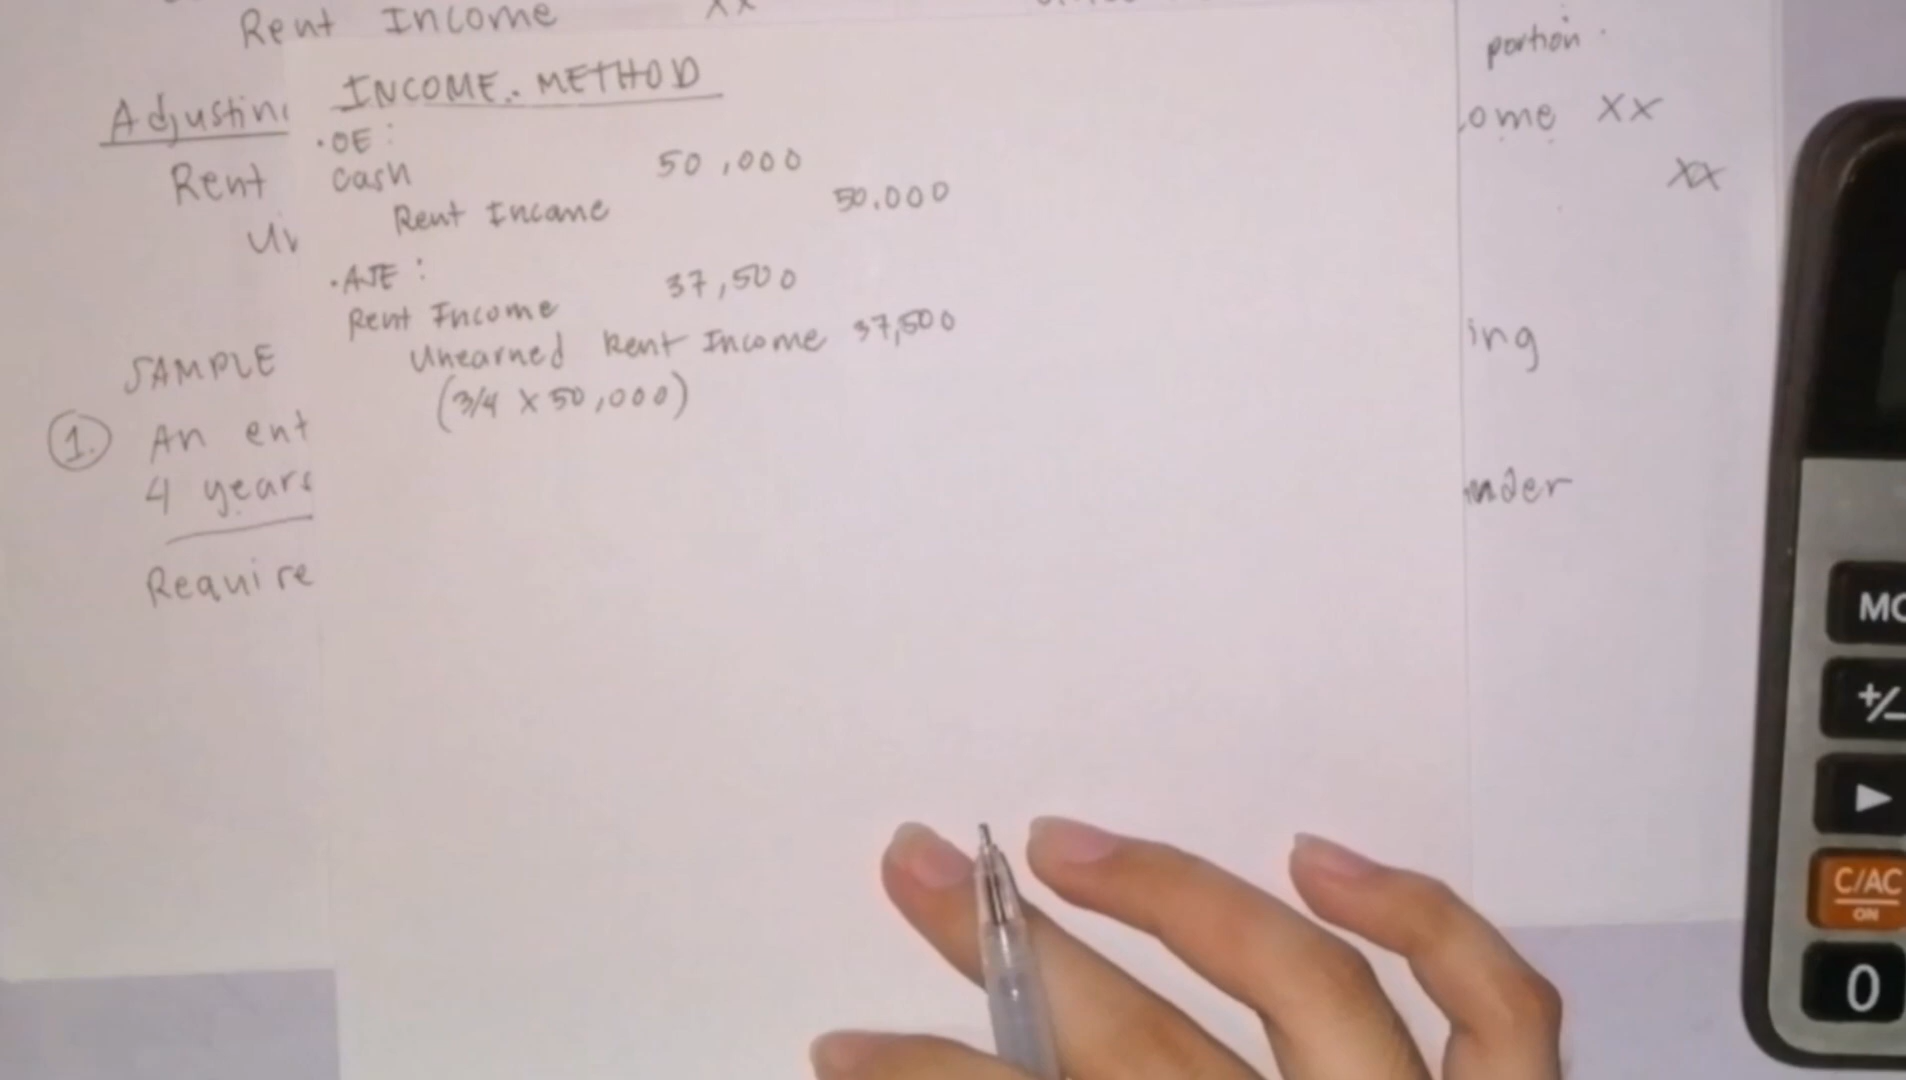 Rent Income xx
portion.
INCOME METHOD
Adjustin
ome xx
• OE :
Rent
Cash 50,000
xx
Rent Income 50,000
• AJE :
Rent Income 37,500
ing
Unearned Rent Income 37,500
SAMPLE
(3/4 x 50,000)
1. An ent
4 years
nder
Require
+/-
▶
C/AC
ON
0